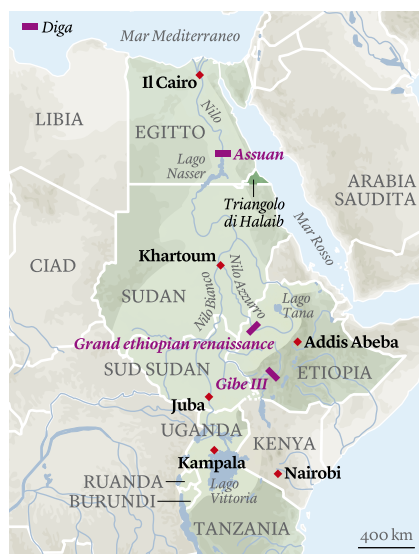 Diga
Mar Mediterraneo
Il Cairo
LIBIA
Nilo
EGITTO
Assuan
Lago
Nasser
ARABIA
SAUDITA
Triangolo
di Halaib
Mar Rosso
Khartoum
CIAD
Nilo Azzurro
SUDAN
Nilo Bianco
Lago
Tana
Grand ethiopian renaissance
Addis Abeba
SUD SUDAN
Gibe III
ETIOPIA
Juba
UGANDA
KENYA
Kampala
RUANDA
Nairobi
Lago
Vittoria
BURUNDI
TANZANIA
400 km